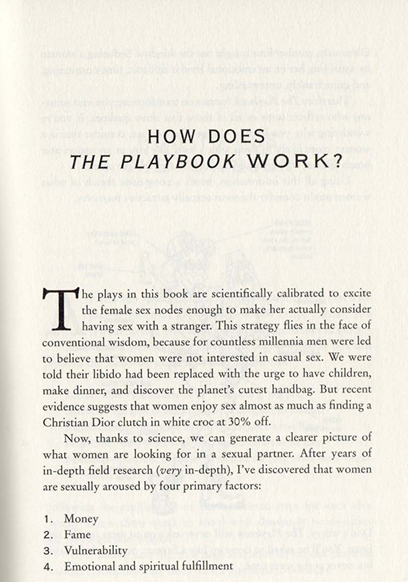 HOW DOES
THE PLAYBOOK WORK?
The plays in this book are scientifically calibrated to excite
the female sex nodes enough to make her actually consider
having sex with a stranger. This strategy flies in the face of
conventional wisdom, because for countless millennia men were led
to believe that women were not interested in casual sex. We were
told their libido had been replaced with the urge to have children,
make dinner, and discover the planet's cutest handbag. But recent
evidence suggests that women enjoy sex almost as much as finding a
Christian Dior clutch in white croc at 30% off.
Now, thanks to science, we can generate a clearer picture of
what women are looking for in a sexual partner. After years of
in-depth field research (very in-depth), I've discovered that women
are sexually aroused by four primary factors:
1. Money
2. Fame
3. Vulnerability
4. Emotional and spiritual fulfillment